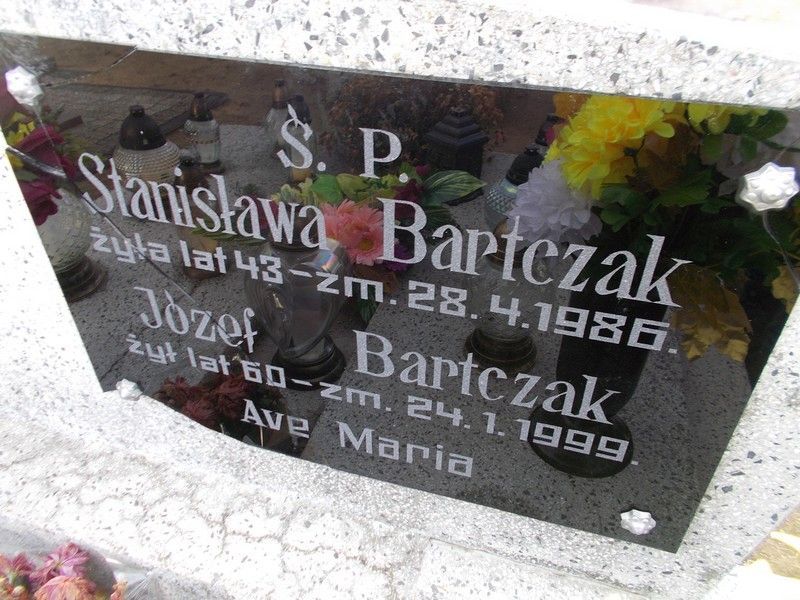 Ś. P.
Stanisława Bartczak
żyła lat 43 – zm. 28.4.1986.
Józef Bartczak
żył lat 60 – zm. 24.1.1999.
Ave Maria